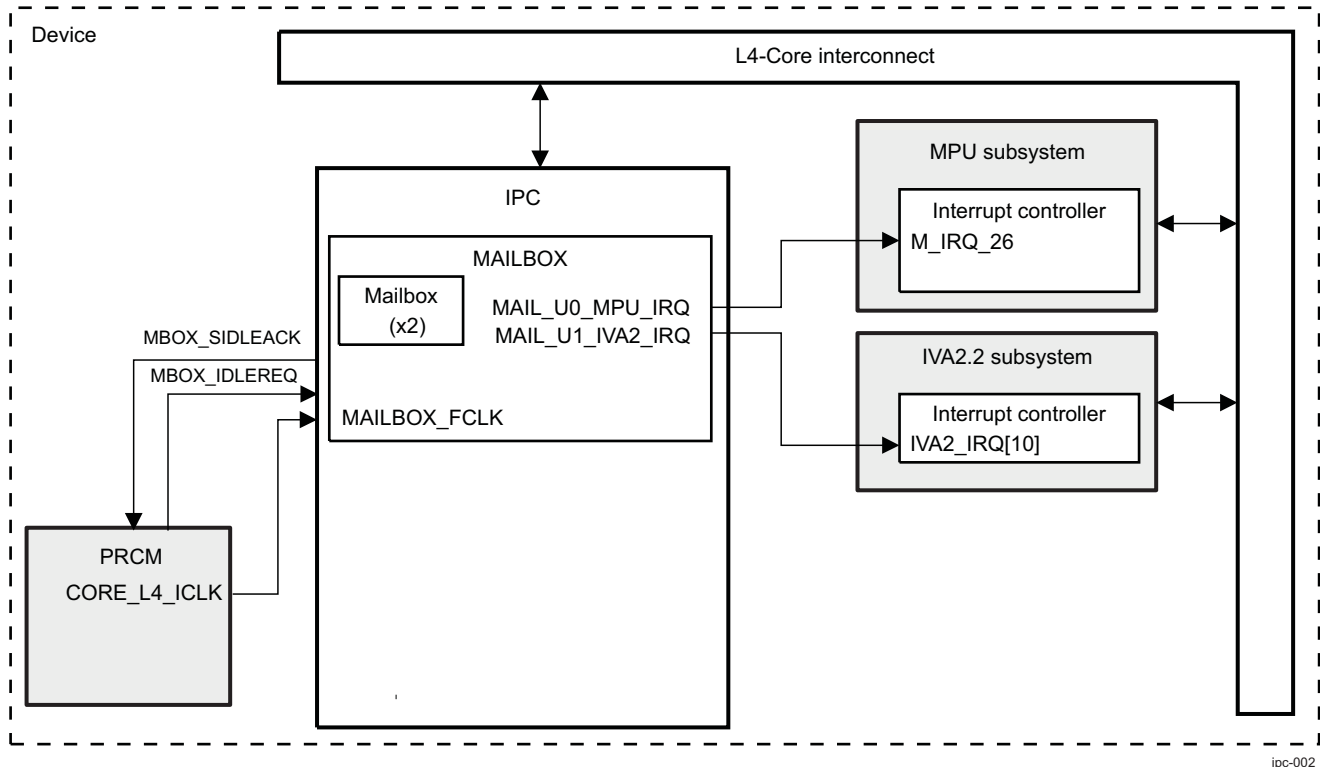 Device
L4-Core interconnect
MPU subsystem
Interrupt controller
M_IRQ_26
IPC
MAILBOX
Mailbox
(x2)
MAIL_U0_MPU_IRQ
MAIL_U1_IVA2_IRQ
MBOX_SIDLEACK
MBOX_IDLEREQ
MAILBOX_FCLK
IVA2.2 subsystem
Interrupt controller
IVA2_IRQ[10]
PRCM
CORE_L4_ICLK
ipc-002